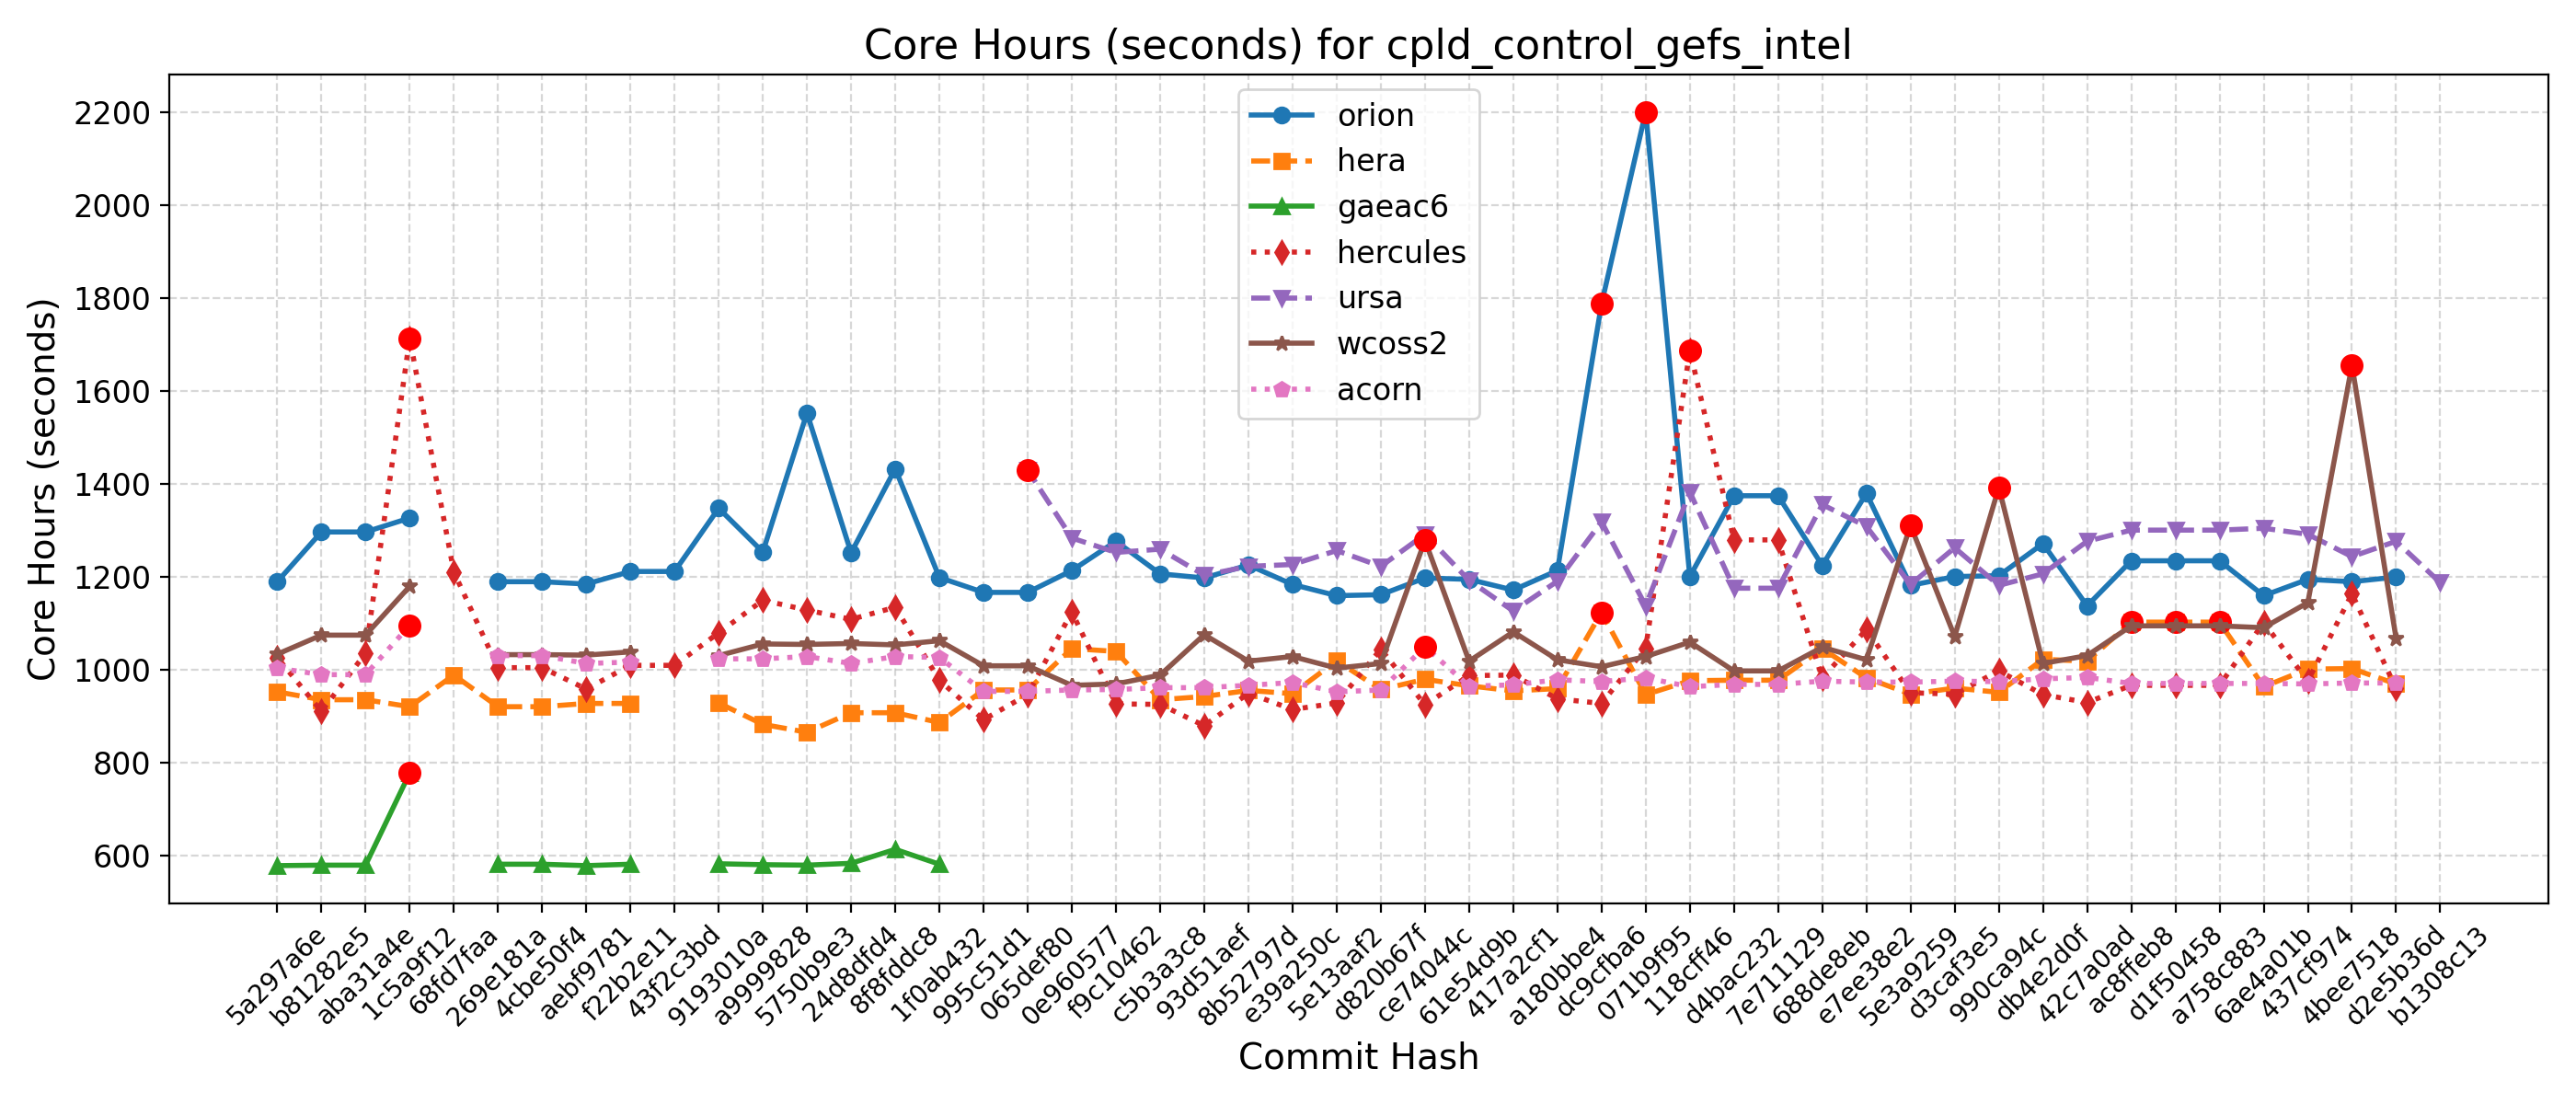 Core Hours (seconds) for cpld_control_gefs_intel
Core Hours (seconds)
2200
2000
1800
1600
1400
1200
1000
800
600
orion
hera
gaeac6
hercules
ursa
wcoss2
acorn
5a297a6e
b81282e5
aba31a4e
1c5a9f12
68fd7faa
269e181a
4cbe50f4
aebf9781
f22b2e11
43f2c3bd
9193010a
a9999828
5750b9e3
24d8dfd4
8f8fddc8
1f0ab432
995c51d1
065def80
0e960577
f9c10462
c5b3a3c8
93d51aef
8b52797d
e39a250c
5e13aaf2
d820b67f
ce74044c
61e54d9b
417a2cf1
a180bbe4
dc9cfba6
071b9f95
118cff46
d4bac232
7e711129
688de8eb
e7ee38e2
5e3a9259
d3caf3e5
990ca94c
db4e2d0f
42c7a0ad
ac8ffeb8
d1f50458
a758c883
6ae4a01b
437cf974
4bee7518
d2e5b36d
b1308c13
Commit Hash